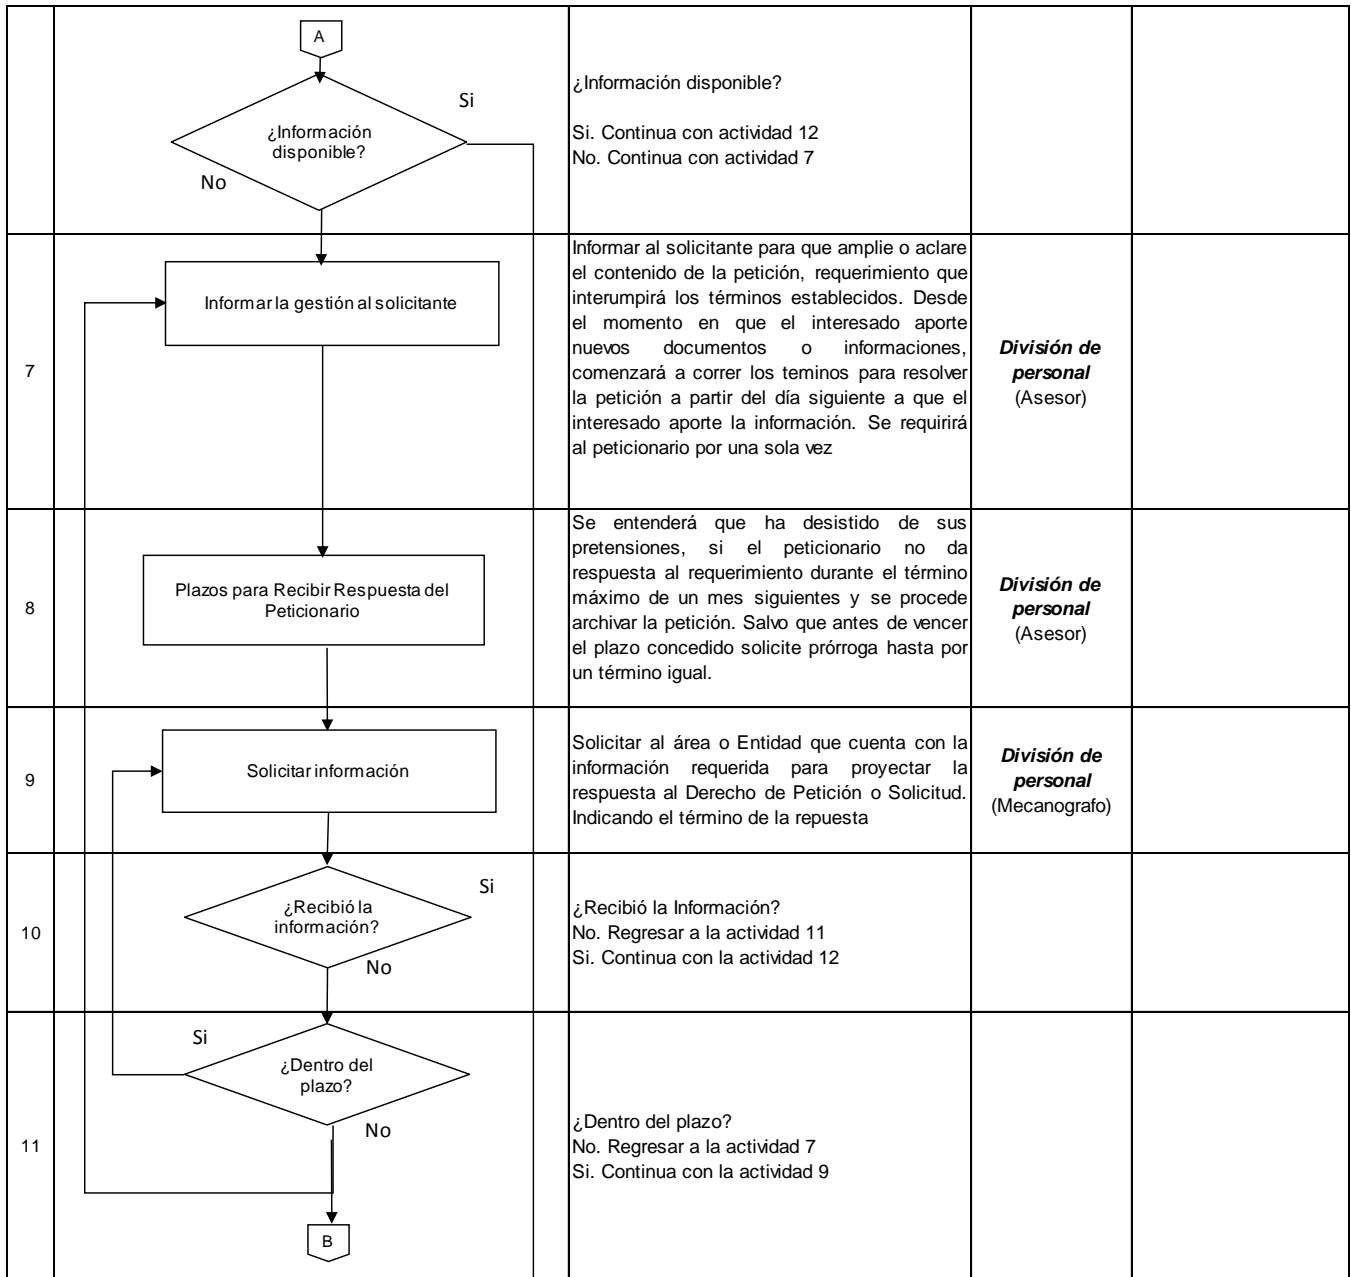 A
¿Información
disponible?
Si
No
¿Información disponible?
Si. Continua con actividad 12
No. Continua con actividad 7
7
Informar la gestión al solicitante
Informar al solicitante para que amplie o aclare
el contenido de la petición, requerimiento que
interumpirá los términos establecidos. Desde
el momento en que el interesado aporte
nuevos documentos o informaciones,
comenzará a correr los teminos para resolver
la petición a partir del día siguiente a que el
interesado aporte la información. Se requirirá
al peticionario por una sola vez
División de
personal
(Asesor)
8
Plazos para Recibir Respuesta del
Peticionario
Se entenderá que ha desistido de sus
pretensiones, si el peticionario no da
respuesta al requerimiento durante el término
máximo de un mes siguientes y se procede
archivar la petición. Salvo que antes de vencer
el plazo concedido solicite prórroga hasta por
un término igual.
División de
personal
(Asesor)
9
Solicitar información
Solicitar al área o Entidad que cuenta con la
información requerida para proyectar la
respuesta al Derecho de Petición o Solicitud.
Indicando el término de la repuesta
División de
personal
(Mecanografo)
10
¿Recibió la
información?
Si
No
¿Recibió la Información?
No. Regresar a la actividad 11
Si. Continua con la actividad 12
11
Si
¿Dentro del
plazo?
No
¿Dentro del plazo?
No. Regresar a la actividad 7
Si. Continua con la actividad 9
B